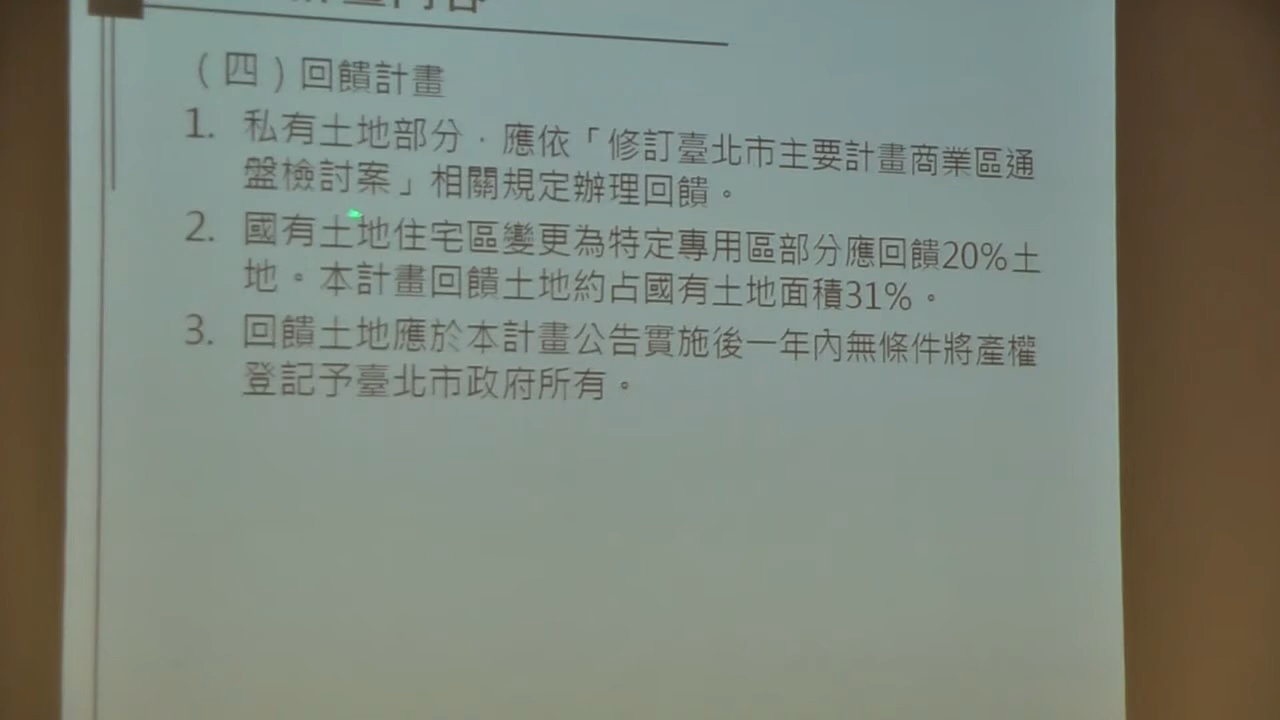 （四）回饋計畫
1. 私有土地部分，應依「修訂臺北市主要計畫商業區通
盤檢討案」相關規定辦理回饋。
2. 國有土地住宅區變更為特定專用區部分應回饋20%土
地。本計畫回饋土地約占國有土地面積31%。
3. 回饋土地應於本計畫公告實施後一年內無條件將產權
登記予臺北市政府所有。